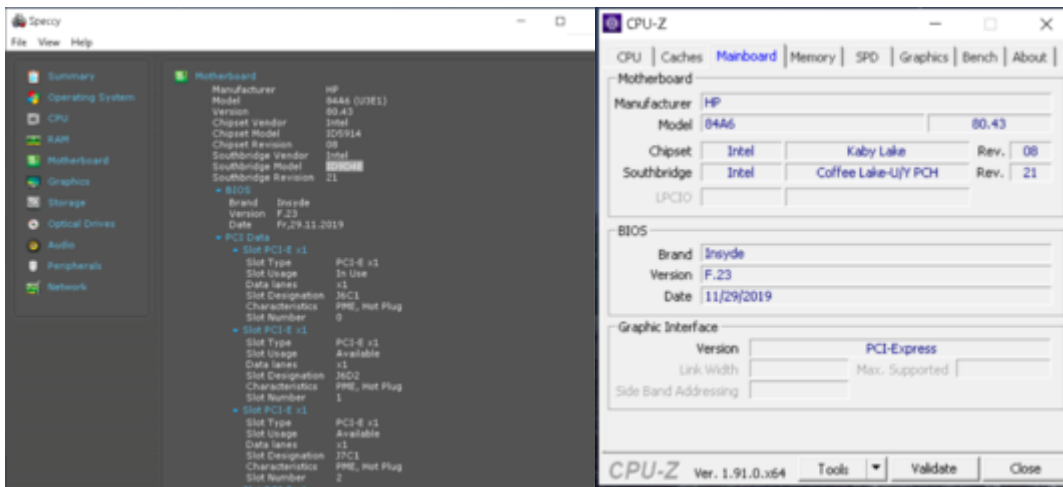 Speccy
File View Help
Summary
Operating System
CPU
RAM
Motherboard
Graphics
Storage
Optical Drives
Audio
Peripherals
Network
Motherboard
Manufacturer HP
Model 84A6 (U3E1)
Version 80.43
Chipset Vendor Intel
Chipset Model ID5914
Chipset Revision 08
Southbridge Vendor Intel
Southbridge Model ID9D48
Southbridge Revision 21
BIOS
Brand Insyde
Version F.23
Date Fr,29.11.2019
PCI Data
Slot PCI-E x1
Slot Type PCI-E x1
Slot Usage In Use
Data lanes x1
Slot Designation J6C1
Characteristics PME, Hot Plug
Slot Number 0
Slot PCI-E x1
Slot Type PCI-E x1
Slot Usage Available
Data lanes x1
Slot Designation J6D2
Characteristics PME, Hot Plug
Slot Number 1
Slot PCI-E x1
Slot Type PCI-E x1
Slot Usage Available
Data lanes x1
Slot Designation J7C1
Characteristics PME, Hot Plug
Slot Number 2
CPU-Z
CPU Caches Mainboard Memory SPD Graphics Bench About
Motherboard
Manufacturer HP
Model 84A6 80.43
Chipset Intel Kaby Lake Rev. 08
Southbridge Intel Coffee Lake-U/Y PCH Rev. 21
LPCIO
BIOS
Brand Insyde
Version F.23
Date 11/29/2019
Graphic Interface
Version PCI-Express
Link Width Max. Supported
Side Band Addressing
CPU-Z Ver. 1.91.0.x64 Tools Validate Close